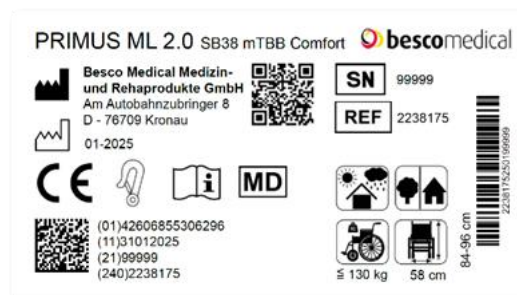 PRIMUS ML 2.0 SB38 mTBB Comfort
bescomedical
Besco Medical Medizin-
und Rehaprodukte GmbH
Am Autobahnzubringer 8
D - 76709 Kronau
01-2025
SN 99999
REF 2238175
CE
i
MD
(01)42606855306296
(11)31012025
(21)99999
(240)2238175
≤ 130 kg
58 cm
84-96 cm
2238175250199999